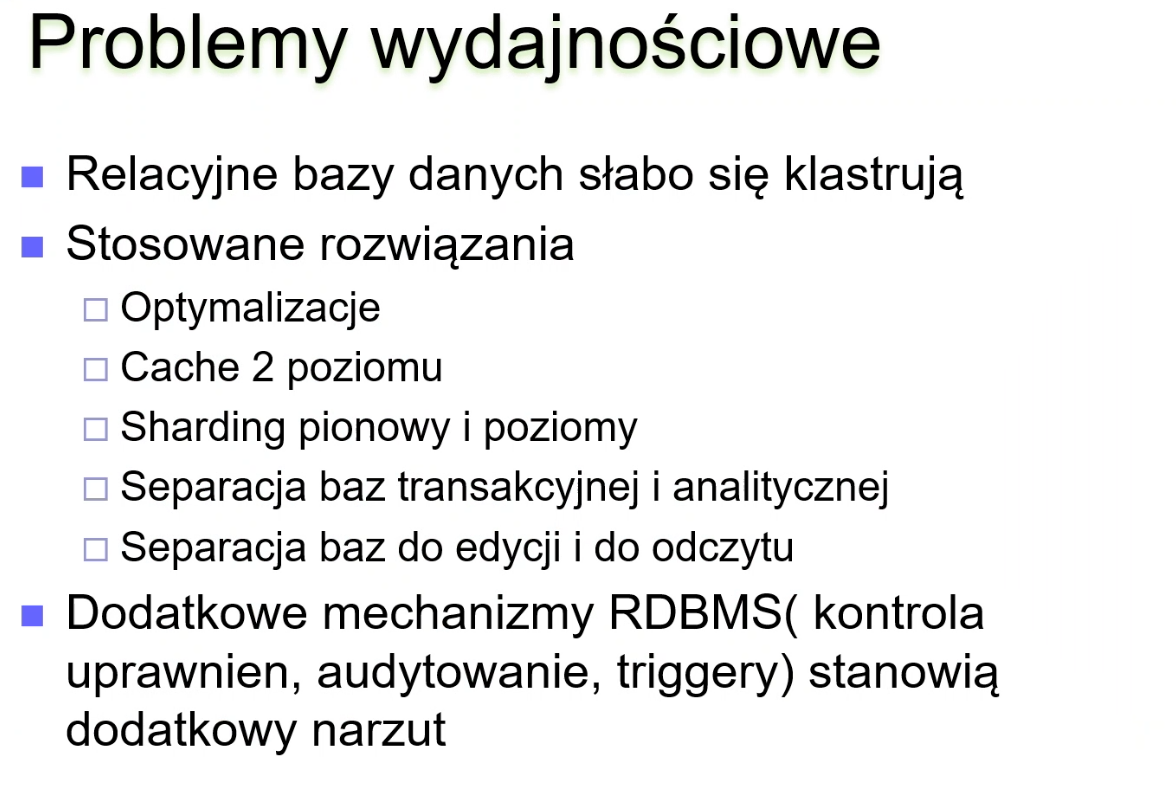 Problemy wydajnościowe
Relacyjne bazy danych słabo się klastrują
Stosowane rozwiązania
Optymalizacje
Cache 2 poziomu
Sharding pionowy i poziomy
Separacja baz transakcyjnej i analitycznej
Separacja baz do edycji i do odczytu
Dodatkowe mechanizmy RDBMS( kontrola
uprawnien, audytowanie, triggery) stanowią
dodatkowy narzut